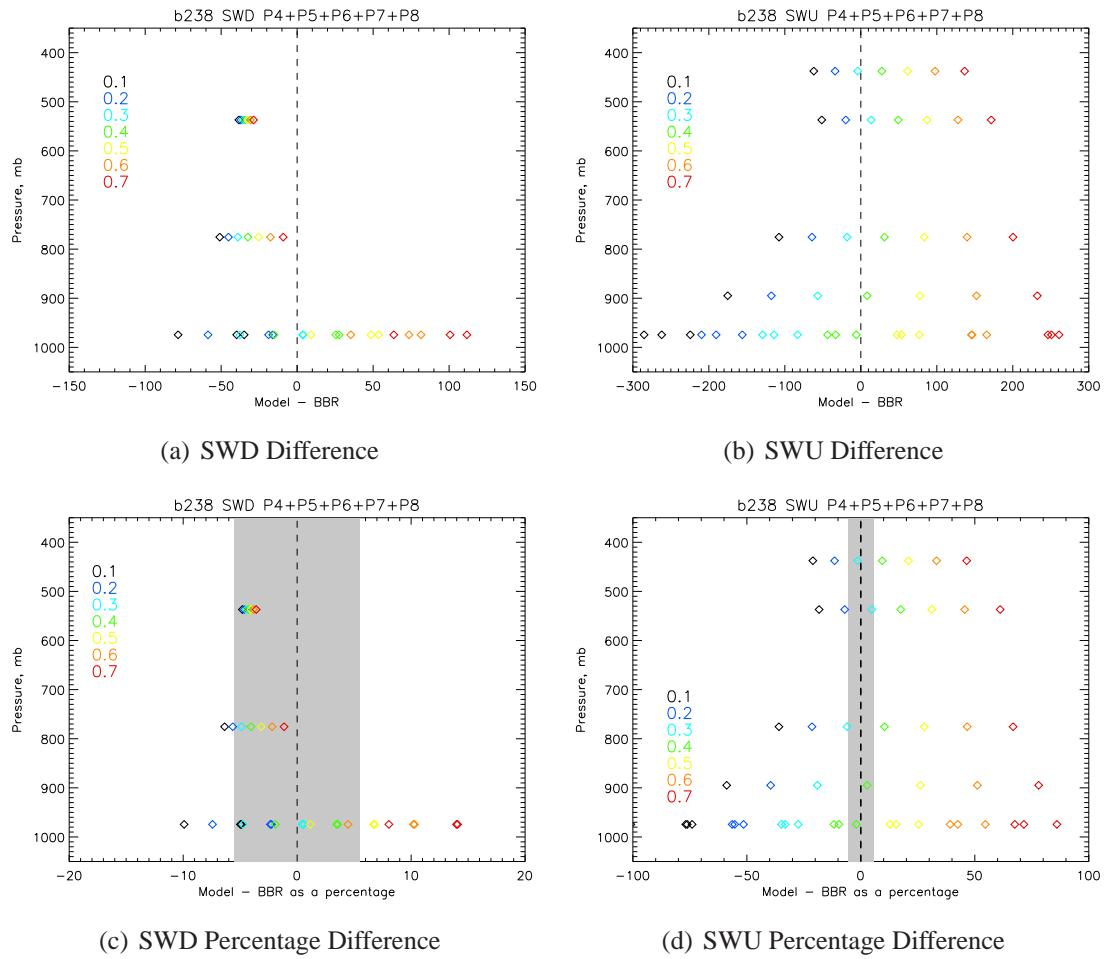 b238 SWD P4+P5+P6+P7+P8
400
500
600
700
800
900
1000
Pressure, mb
0.1
0.2
0.3
0.4
0.5
0.6
0.7
−150 −100 −50 0 50 100 150
Model − BBR
(a) SWD Difference
b238 SWU P4+P5+P6+P7+P8
400
500
600
700
800
900
1000
Pressure, mb
0.1
0.2
0.3
0.4
0.5
0.6
0.7
−300 −200 −100 0 100 200 300
Model − BBR
(b) SWU Difference
b238 SWD P4+P5+P6+P7+P8
400
500
600
700
800
900
1000
Pressure, mb
0.1
0.2
0.3
0.4
0.5
0.6
0.7
−20 −10 0 10 20
Model − BBR as a percentage
(c) SWD Percentage Difference
b238 SWU P4+P5+P6+P7+P8
400
500
600
700
800
900
1000
Pressure, mb
0.1
0.2
0.3
0.4
0.5
0.6
0.7
−100 −50 0 50 100
Model − BBR as a percentage
(d) SWU Percentage Difference